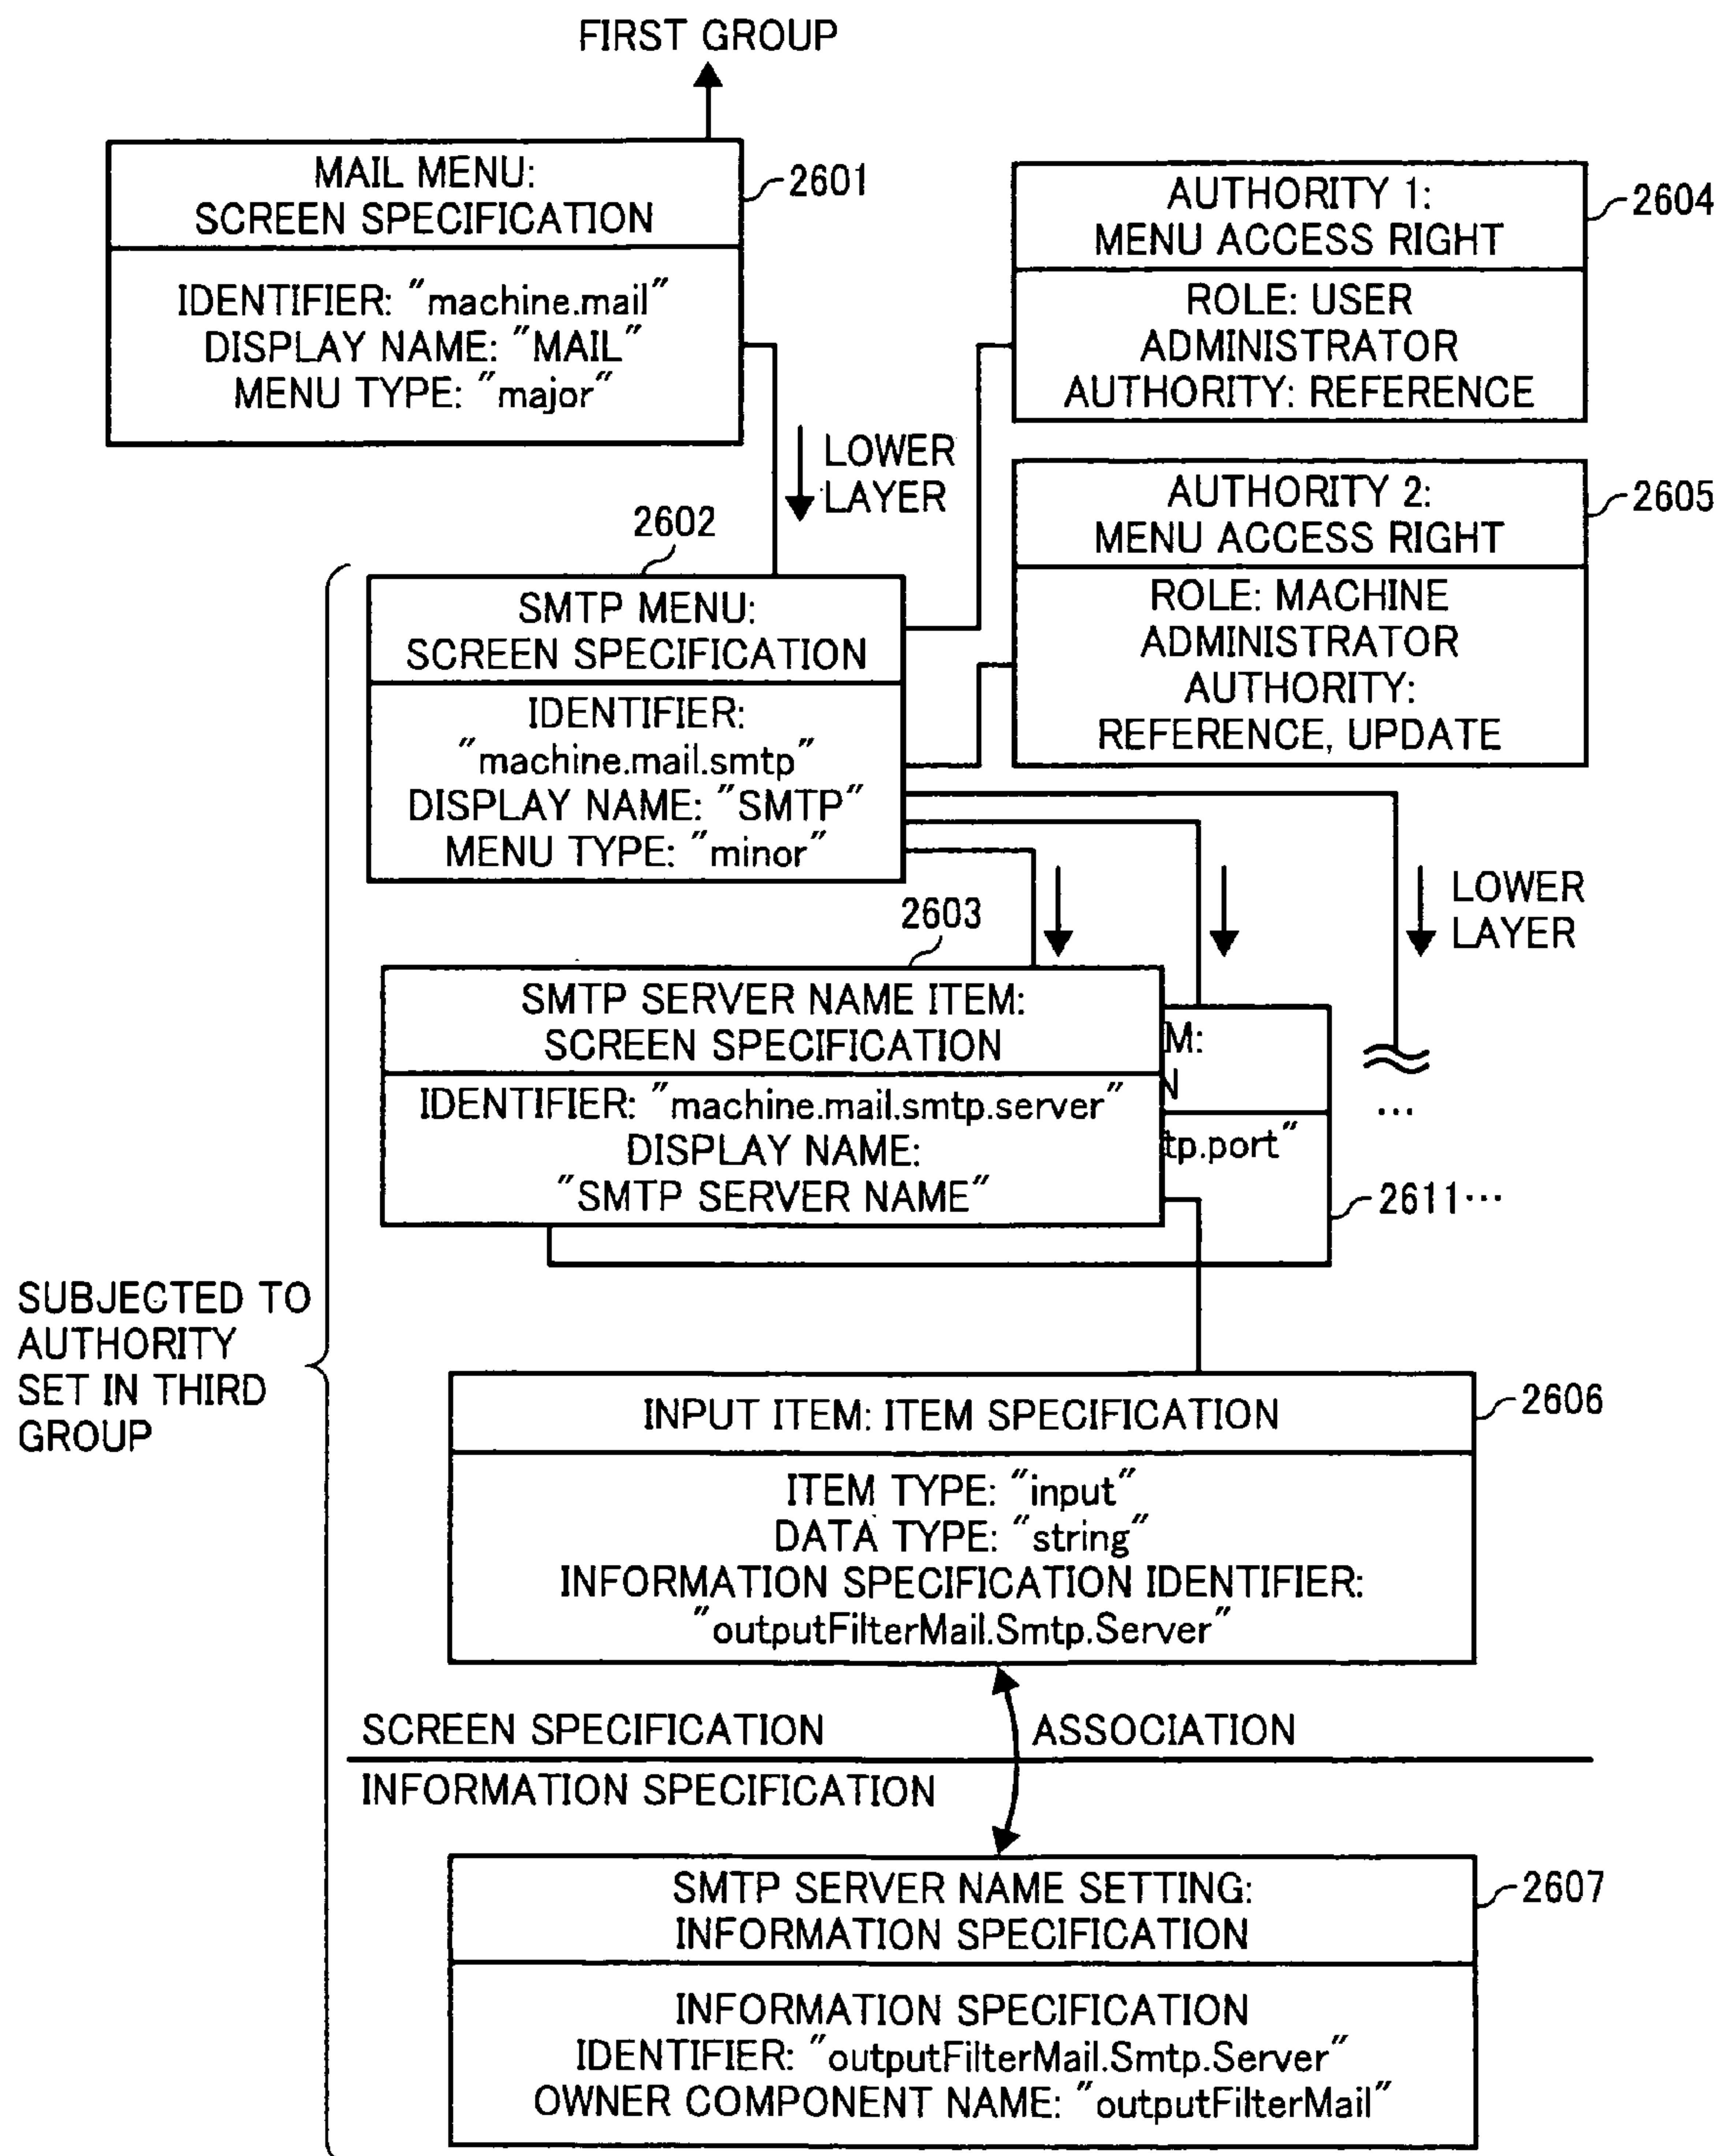 FIRST GROUP
MAIL MENU:
SCREEN SPECIFICATION
2601
IDENTIFIER: "machine.mail"
DISPLAY NAME: "MAIL"
MENU TYPE: "major"
AUTHORITY 1:
MENU ACCESS RIGHT
2604
ROLE: USER
ADMINISTRATOR
AUTHORITY: REFERENCE
LOWER
LAYER
AUTHORITY 2:
MENU ACCESS RIGHT
2605
ROLE: MACHINE
ADMINISTRATOR
AUTHORITY:
REFERENCE, UPDATE
2602
SMTP MENU:
SCREEN SPECIFICATION
IDENTIFIER:
"machine.mail.smtp"
DISPLAY NAME: "SMTP"
MENU TYPE: "minor"
LOWER
LAYER
2603
SMTP SERVER NAME ITEM:
SCREEN SPECIFICATION
IDENTIFIER: "machine.mail.smtp.server"
DISPLAY NAME:
"SMTP SERVER NAME"
M:
N
tp.port"
...
2611...
SUBJECTED TO
AUTHORITY
SET IN THIRD
GROUP
INPUT ITEM: ITEM SPECIFICATION
2606
ITEM TYPE: "input"
DATA TYPE: "string"
INFORMATION SPECIFICATION IDENTIFIER:
"outputFilterMail.Smtp.Server"
SCREEN SPECIFICATION
ASSOCIATION
INFORMATION SPECIFICATION
SMTP SERVER NAME SETTING:
INFORMATION SPECIFICATION
2607
INFORMATION SPECIFICATION
IDENTIFIER: "outputFilterMail.Smtp.Server"
OWNER COMPONENT NAME: "outputFilterMail"